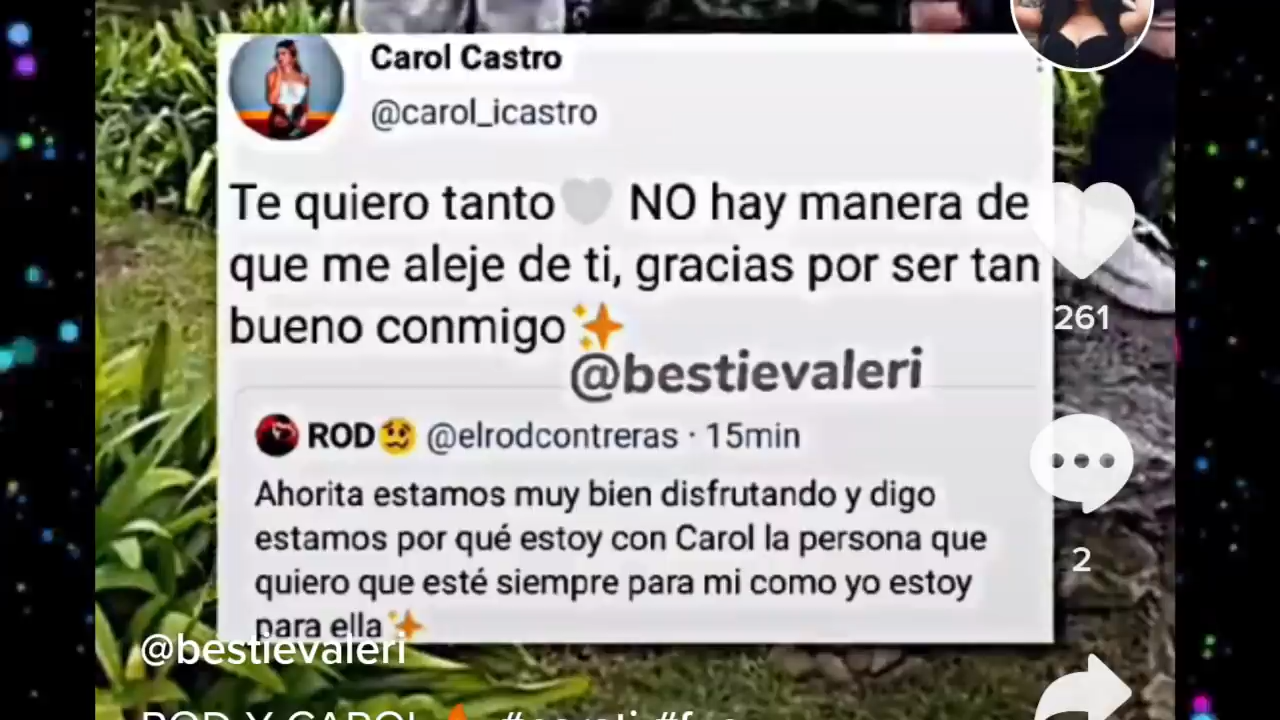 Carol Castro
@carol_icastro
Te quiero tanto🤍 NO hay manera de
que me aleje de ti, gracias por ser tan
bueno conmigo✨
@bestievaleri
ROD🥴 @elrodcontreras · 15min
Ahorita estamos muy bien disfrutando y digo
estamos por qué estoy con Carol la persona que
quiero que esté siempre para mi como yo estoy
para ella✨
261
2
@bestievaleri
ROD Y CAROL